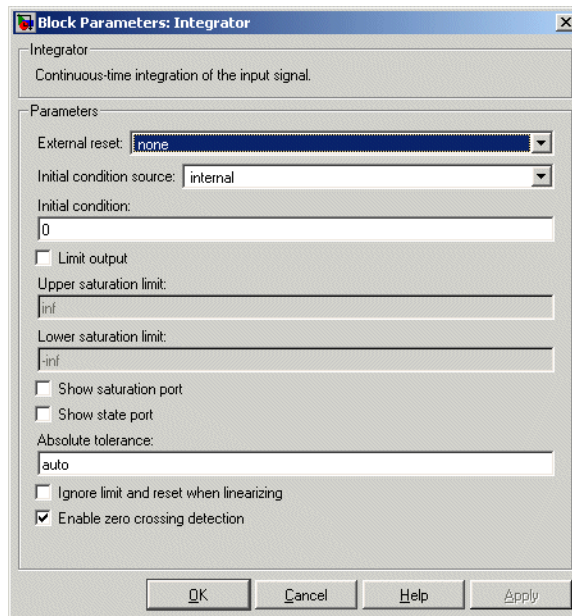 Block Parameters: Integrator
Integrator
Continuous-time integration of the input signal.
Parameters
External reset: none
Initial condition source: internal
Initial condition:
0
Limit output
Upper saturation limit:
inf
Lower saturation limit:
-inf
Show saturation port
Show state port
Absolute tolerance:
auto
Ignore limit and reset when linearizing
Enable zero crossing detection
OK Cancel Help Apply